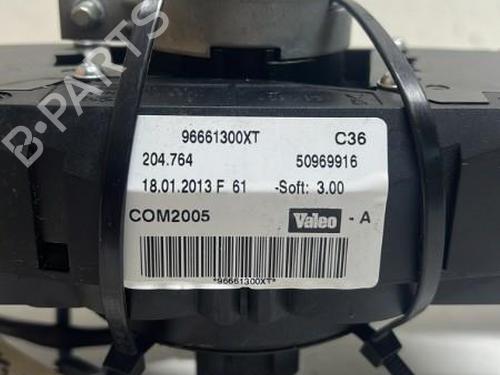 B-PARTS
96661300XT C36
204.764 50969916
18.01.2013 F 61 -Soft: 3.00
COM2005 Valeo - A
*96661300XT*